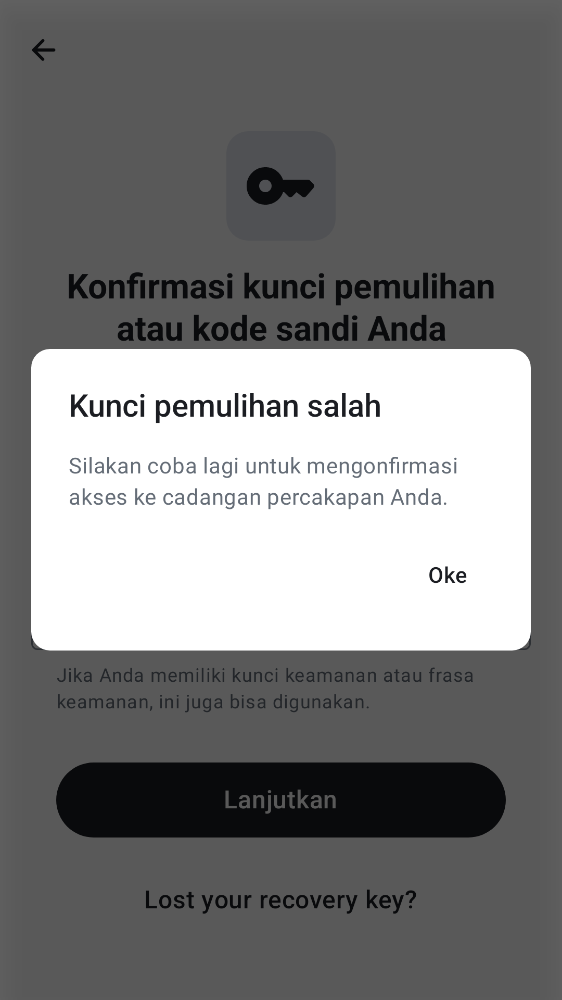 Konfirmasi kunci pemulihan
atau kode sandi Anda
Kunci pemulihan salah
Silakan coba lagi untuk mengonfirmasi
akses ke cadangan percakapan Anda.
Oke
Jika Anda memiliki kunci keamanan atau frasa
keamanan, ini juga bisa digunakan.
Lanjutkan
Lost your recovery key?